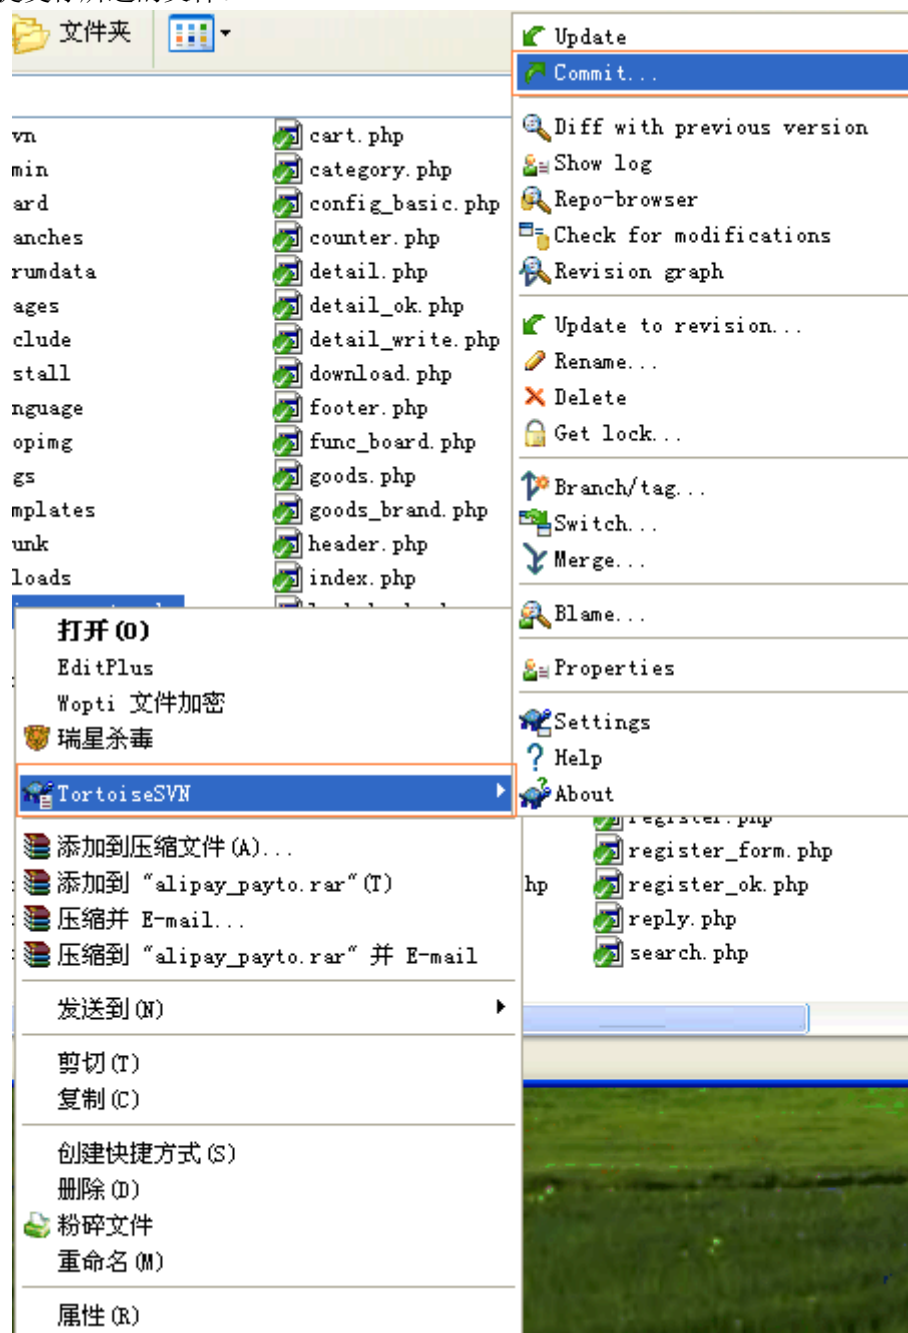 文件夹
vn
min
ard
anches
rumdata
ages
clude
stall
nguage
opimg
gs
mplates
unk
loads
cart.php
category.php
config_basic.php
counter.php
detail.php
detail_ok.php
detail_write.php
download.php
footer.php
func_board.php
goods.php
goods_brand.php
header.php
index.php
打开(O)
EditPlus
Wopti 文件加密
瑞星杀毒
TortoiseSVN
添加到压缩文件(A)...
添加到 "alipay_payto.rar"(T)
压缩并 E-mail...
压缩到 "alipay_payto.rar" 并 E-mail
发送到(N)
剪切(T)
复制(C)
创建快捷方式(S)
删除(D)
粉碎文件
重命名(M)
属性(R)
Update
Commit...
Diff with previous version
Show log
Repo-browser
Check for modifications
Revision graph
Update to revision...
Rename...
Delete
Get lock...
Branch/tag...
Switch...
Merge...
Blame...
Properties
Settings
Help
About
hp
register.php
register_form.php
register_ok.php
reply.php
search.php